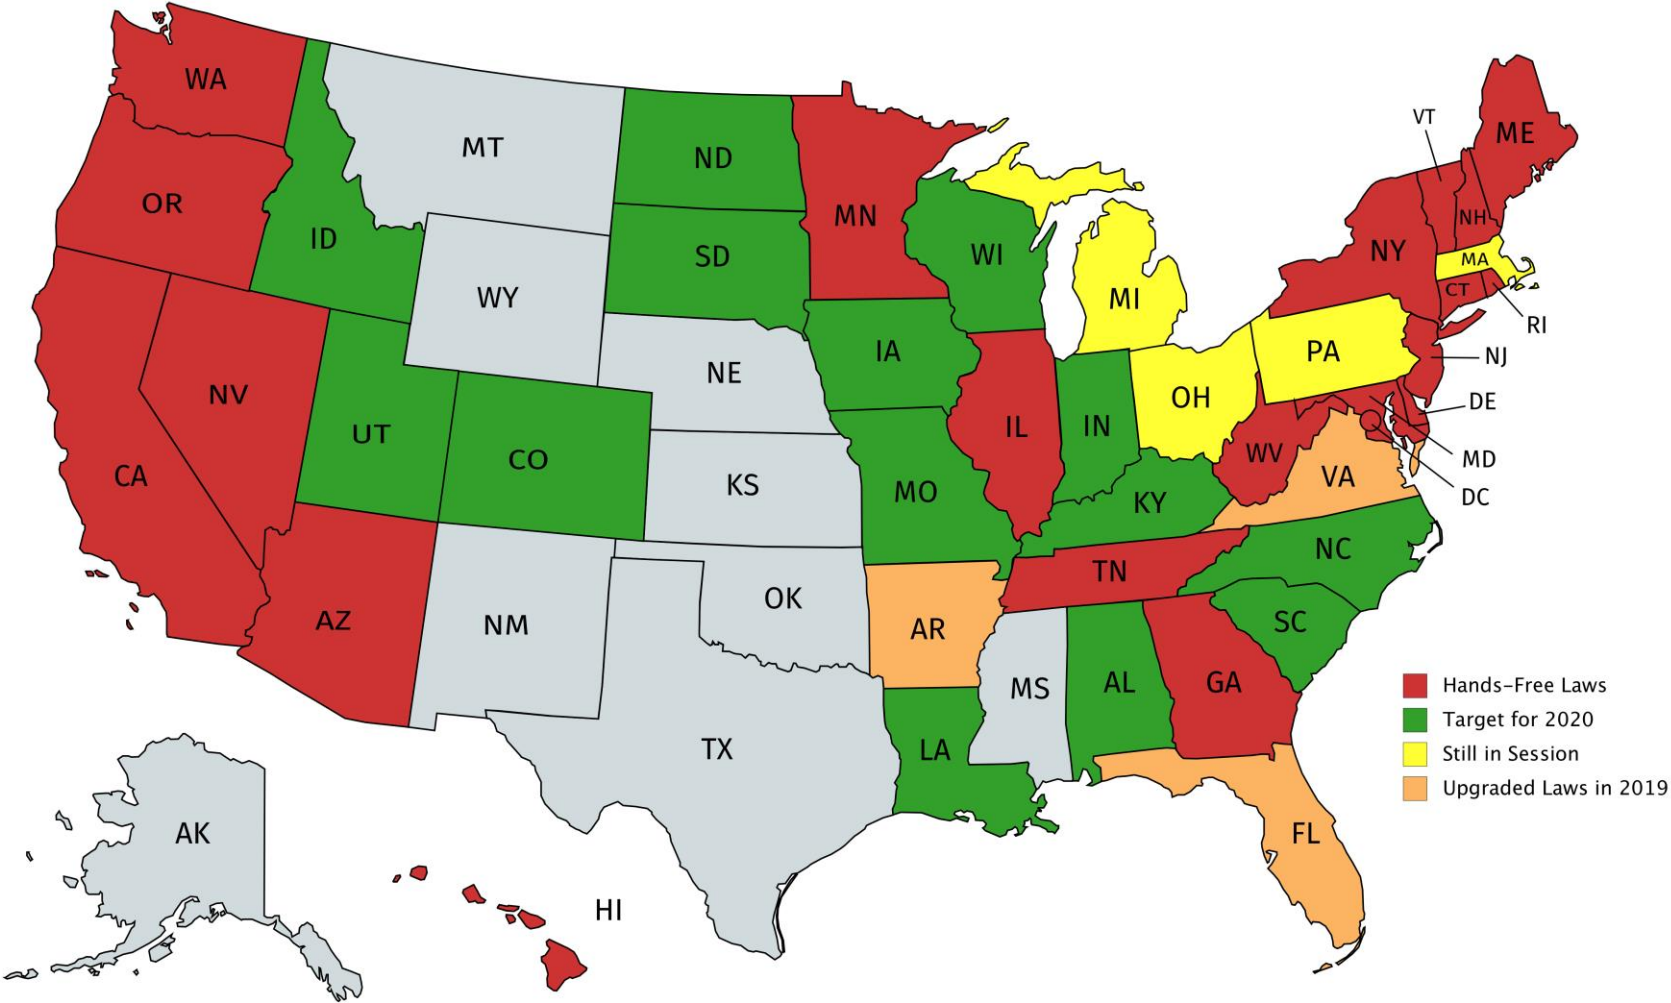 WA
MT
ND
MN
VT
ME
OR
ID
SD
WI
NH
NY
MA
CT
RI
WY
MI
NE
IA
PA
NJ
NV
UT
CO
OH
DE
IL
IN
WV
MD
CA
KS
MO
VA
DC
KY
NC
AZ
NM
OK
AR
TN
SC
MS
AL
GA
Hands-Free Laws
Target for 2020
TX
LA
Still in Session
Upgraded Laws in 2019
AK
FL
HI